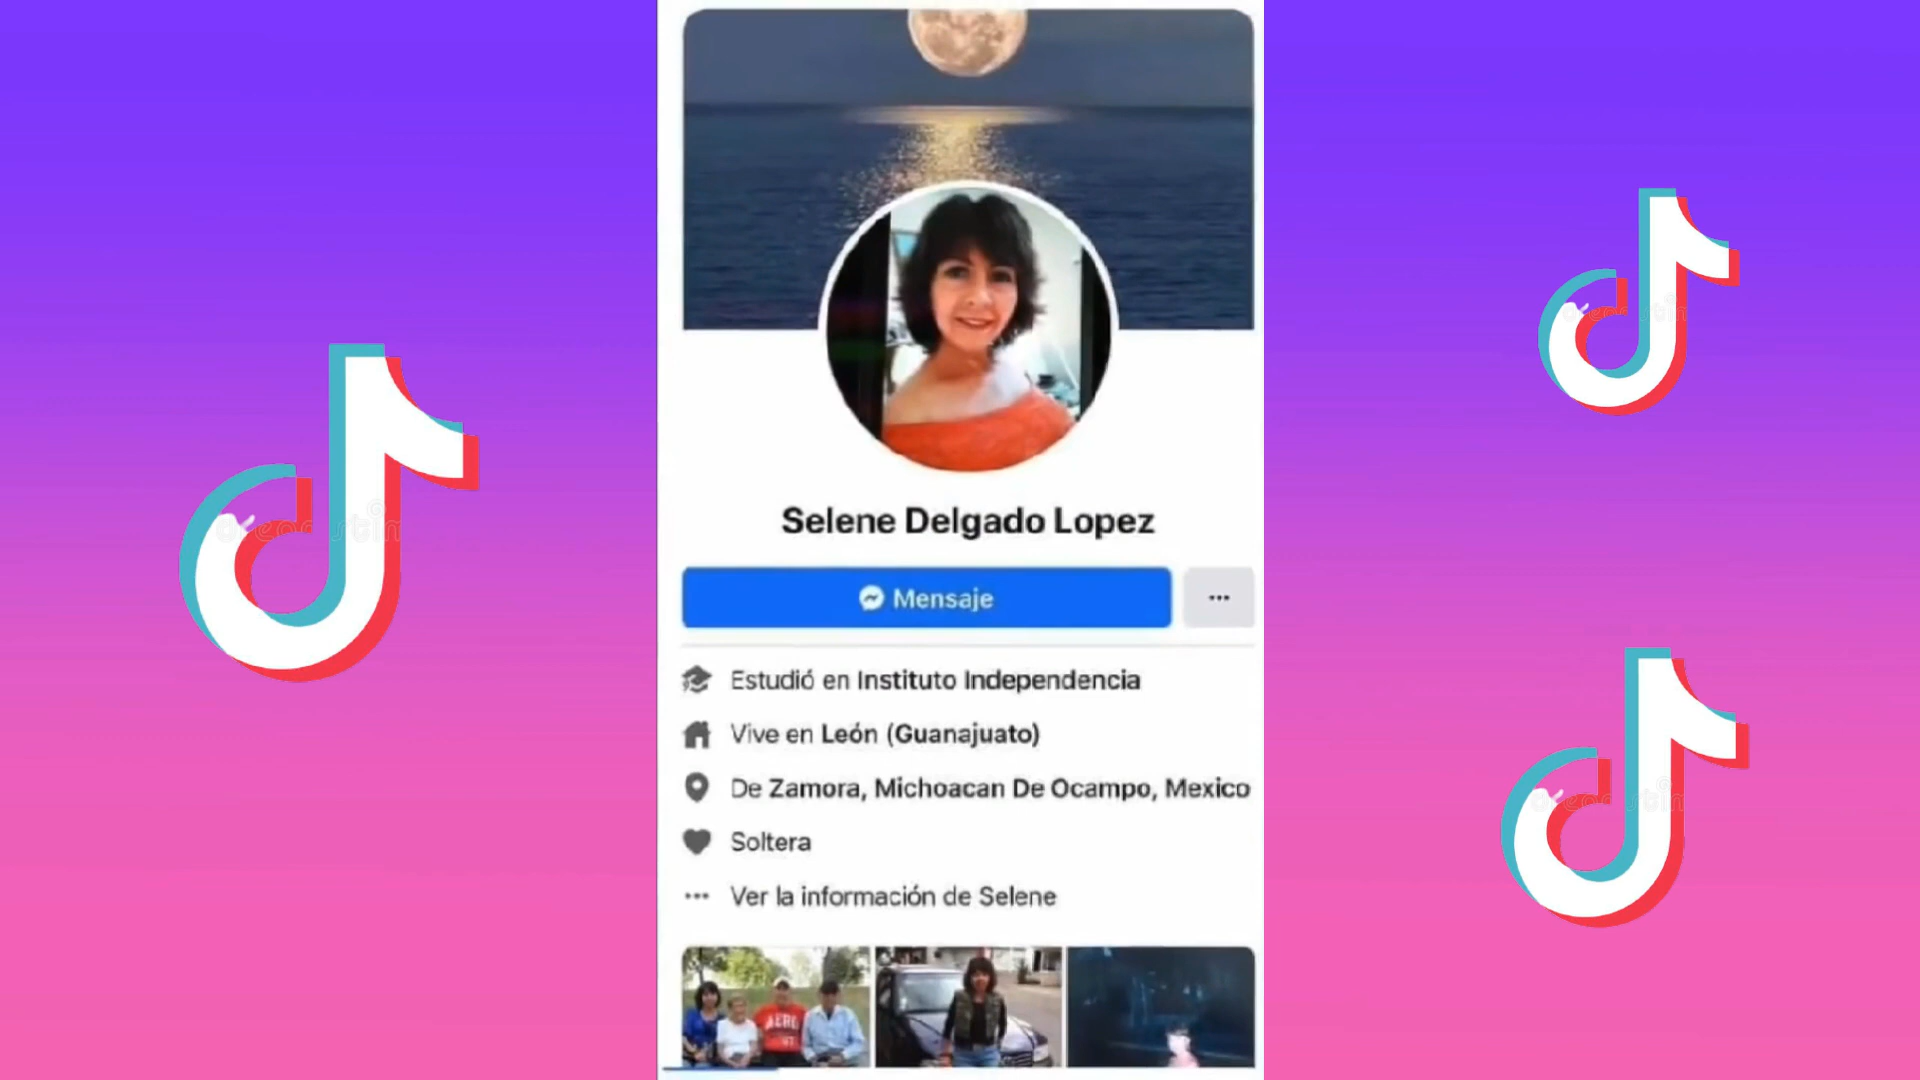 Selene Delgado Lopez
Mensaje
Estudió en Instituto Independencia
Vive en León (Guanajuato)
De Zamora, Michoacan De Ocampo, Mexico
Soltera
Ver la información de Selene
AERO